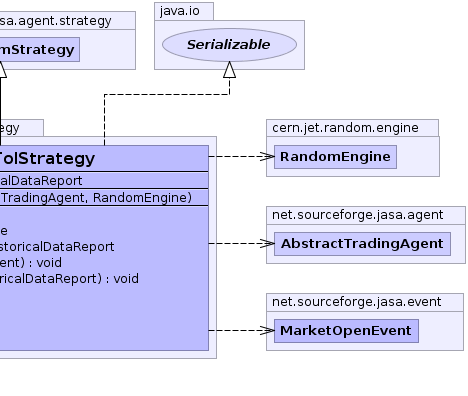 sa.agent.strategy
mStrategy
java.io
Serializable
egy
TolStrategy
alDataReport
TradingAgent, RandomEngine)
e
storicalDataReport
ent) : void
ricalDataReport) : void
cern.jet.random.engine
RandomEngine
net.sourceforge.jasa.agent
AbstractTradingAgent
net.sourceforge.jasa.event
MarketOpenEvent